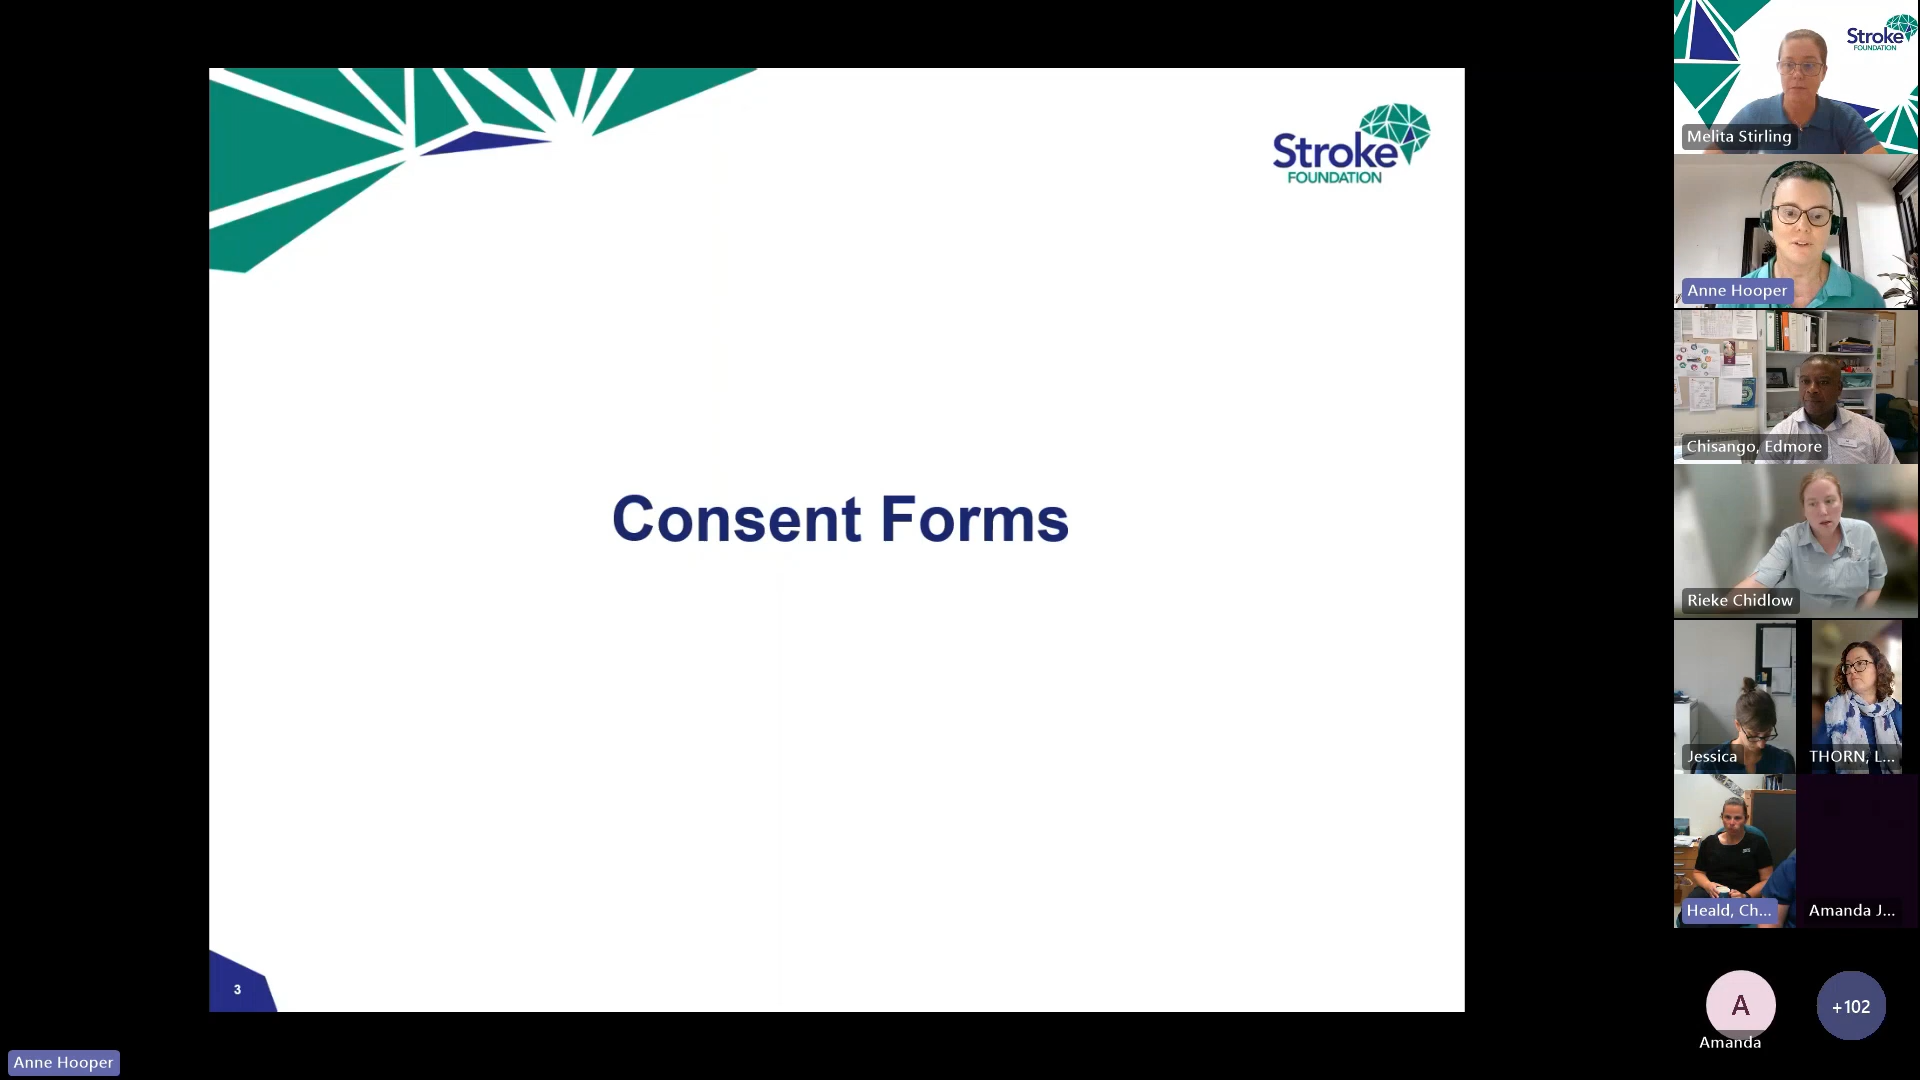 Stroke
FOUNDATION
Consent Forms
3
Anne Hooper
Stroke
FOUNDATION
Melita Stirling
Anne Hooper
Chisango, Edmore
Rieke Chidlow
Jessica
THORN, L...
Heald, Ch...
Amanda J...
A
Amanda
+102